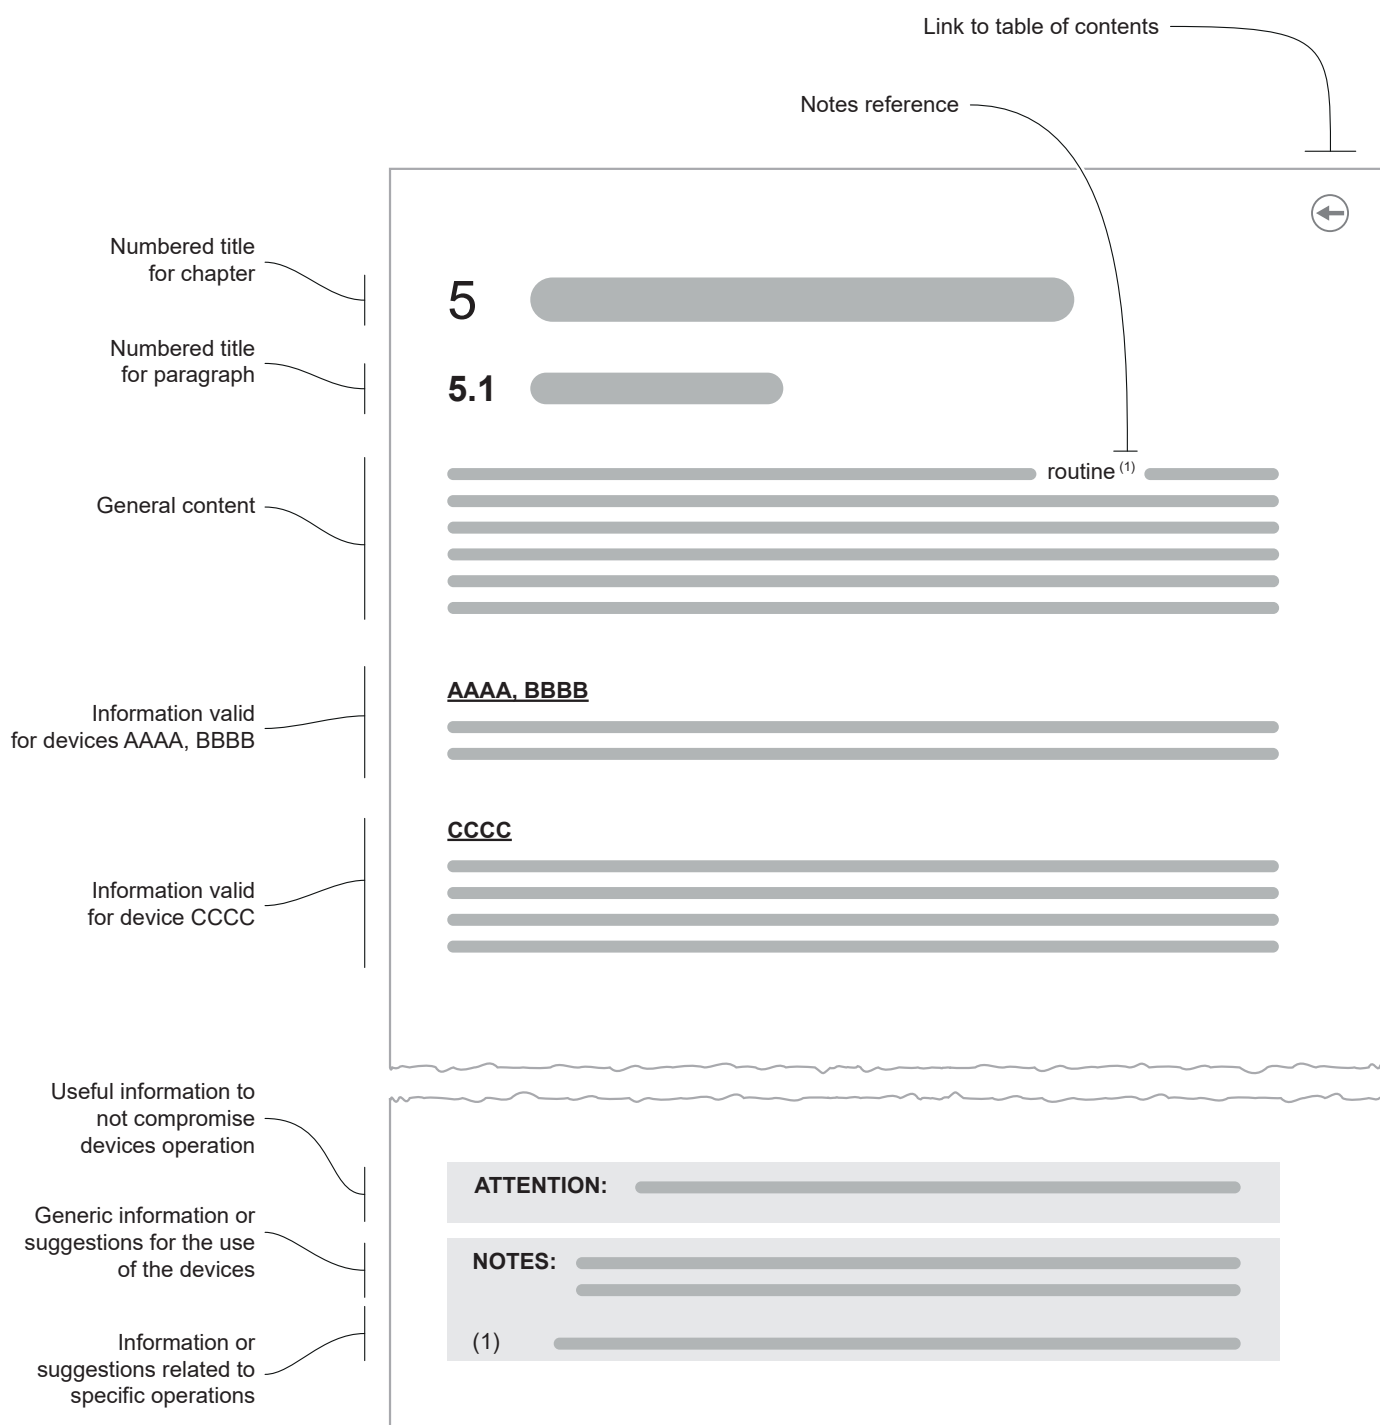 Link to table of contents
Notes reference
Numbered title
for chapter
5
Numbered title
for paragraph
5.1
routine (1)
General content
AAAA, BBBB
Information valid
for devices AAAA, BBBB
CCCC
Information valid
for device CCCC
Useful information to
not compromise
devices operation
ATTENTION:
Generic information or
suggestions for the use
of the devices
NOTES:
(1)
Information or
suggestions related to
specific operations